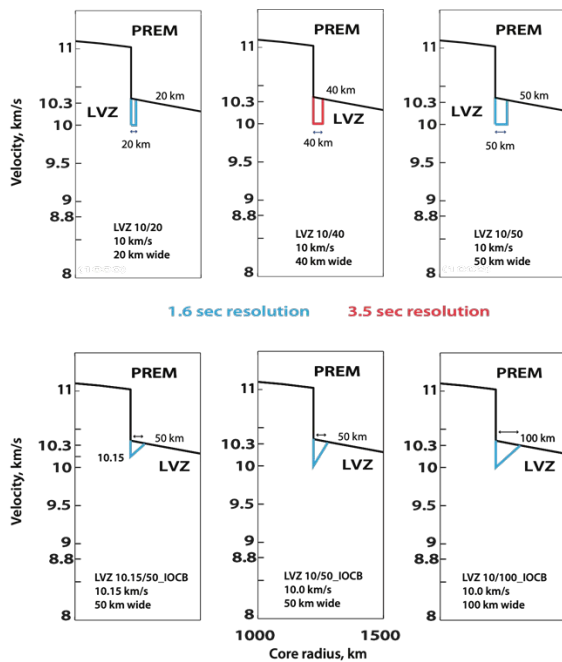 PREM
11
20 km
10.3
LVZ
10
20 km
9.5
9
8.8
LVZ 10/20
10 km/s
20 km wide
8
Velocity, km/s
PREM
11
40 km
10.3
10
LVZ
40 km
9.5
9
8.8
LVZ 10/40
10 km/s
40 km wide
8
PREM
11
50 km
10.3
LVZ
10
50 km
9.5
9
8.8
LVZ 10/50
10 km/s
50 km wide
8
1.6 sec resolution 3.5 sec resolution
PREM
11
50 km
10.3
10.15
LVZ
10
9.5
9
8.8
LVZ 10.15/50_IOCB
10.15 km/s
50 km wide
8
Velocity, km/s
PREM
11
50 km
10.3
LVZ
10
9.5
9
8.8
LVZ 10/50_IOCB
10.0 km/s
50 km wide
8
1000 1500
Core radius, km
PREM
11
100 km
10.3
LVZ
10
9.5
9
8.8
LVZ 10/100_IOCB
10.0 km/s
100 km wide
8